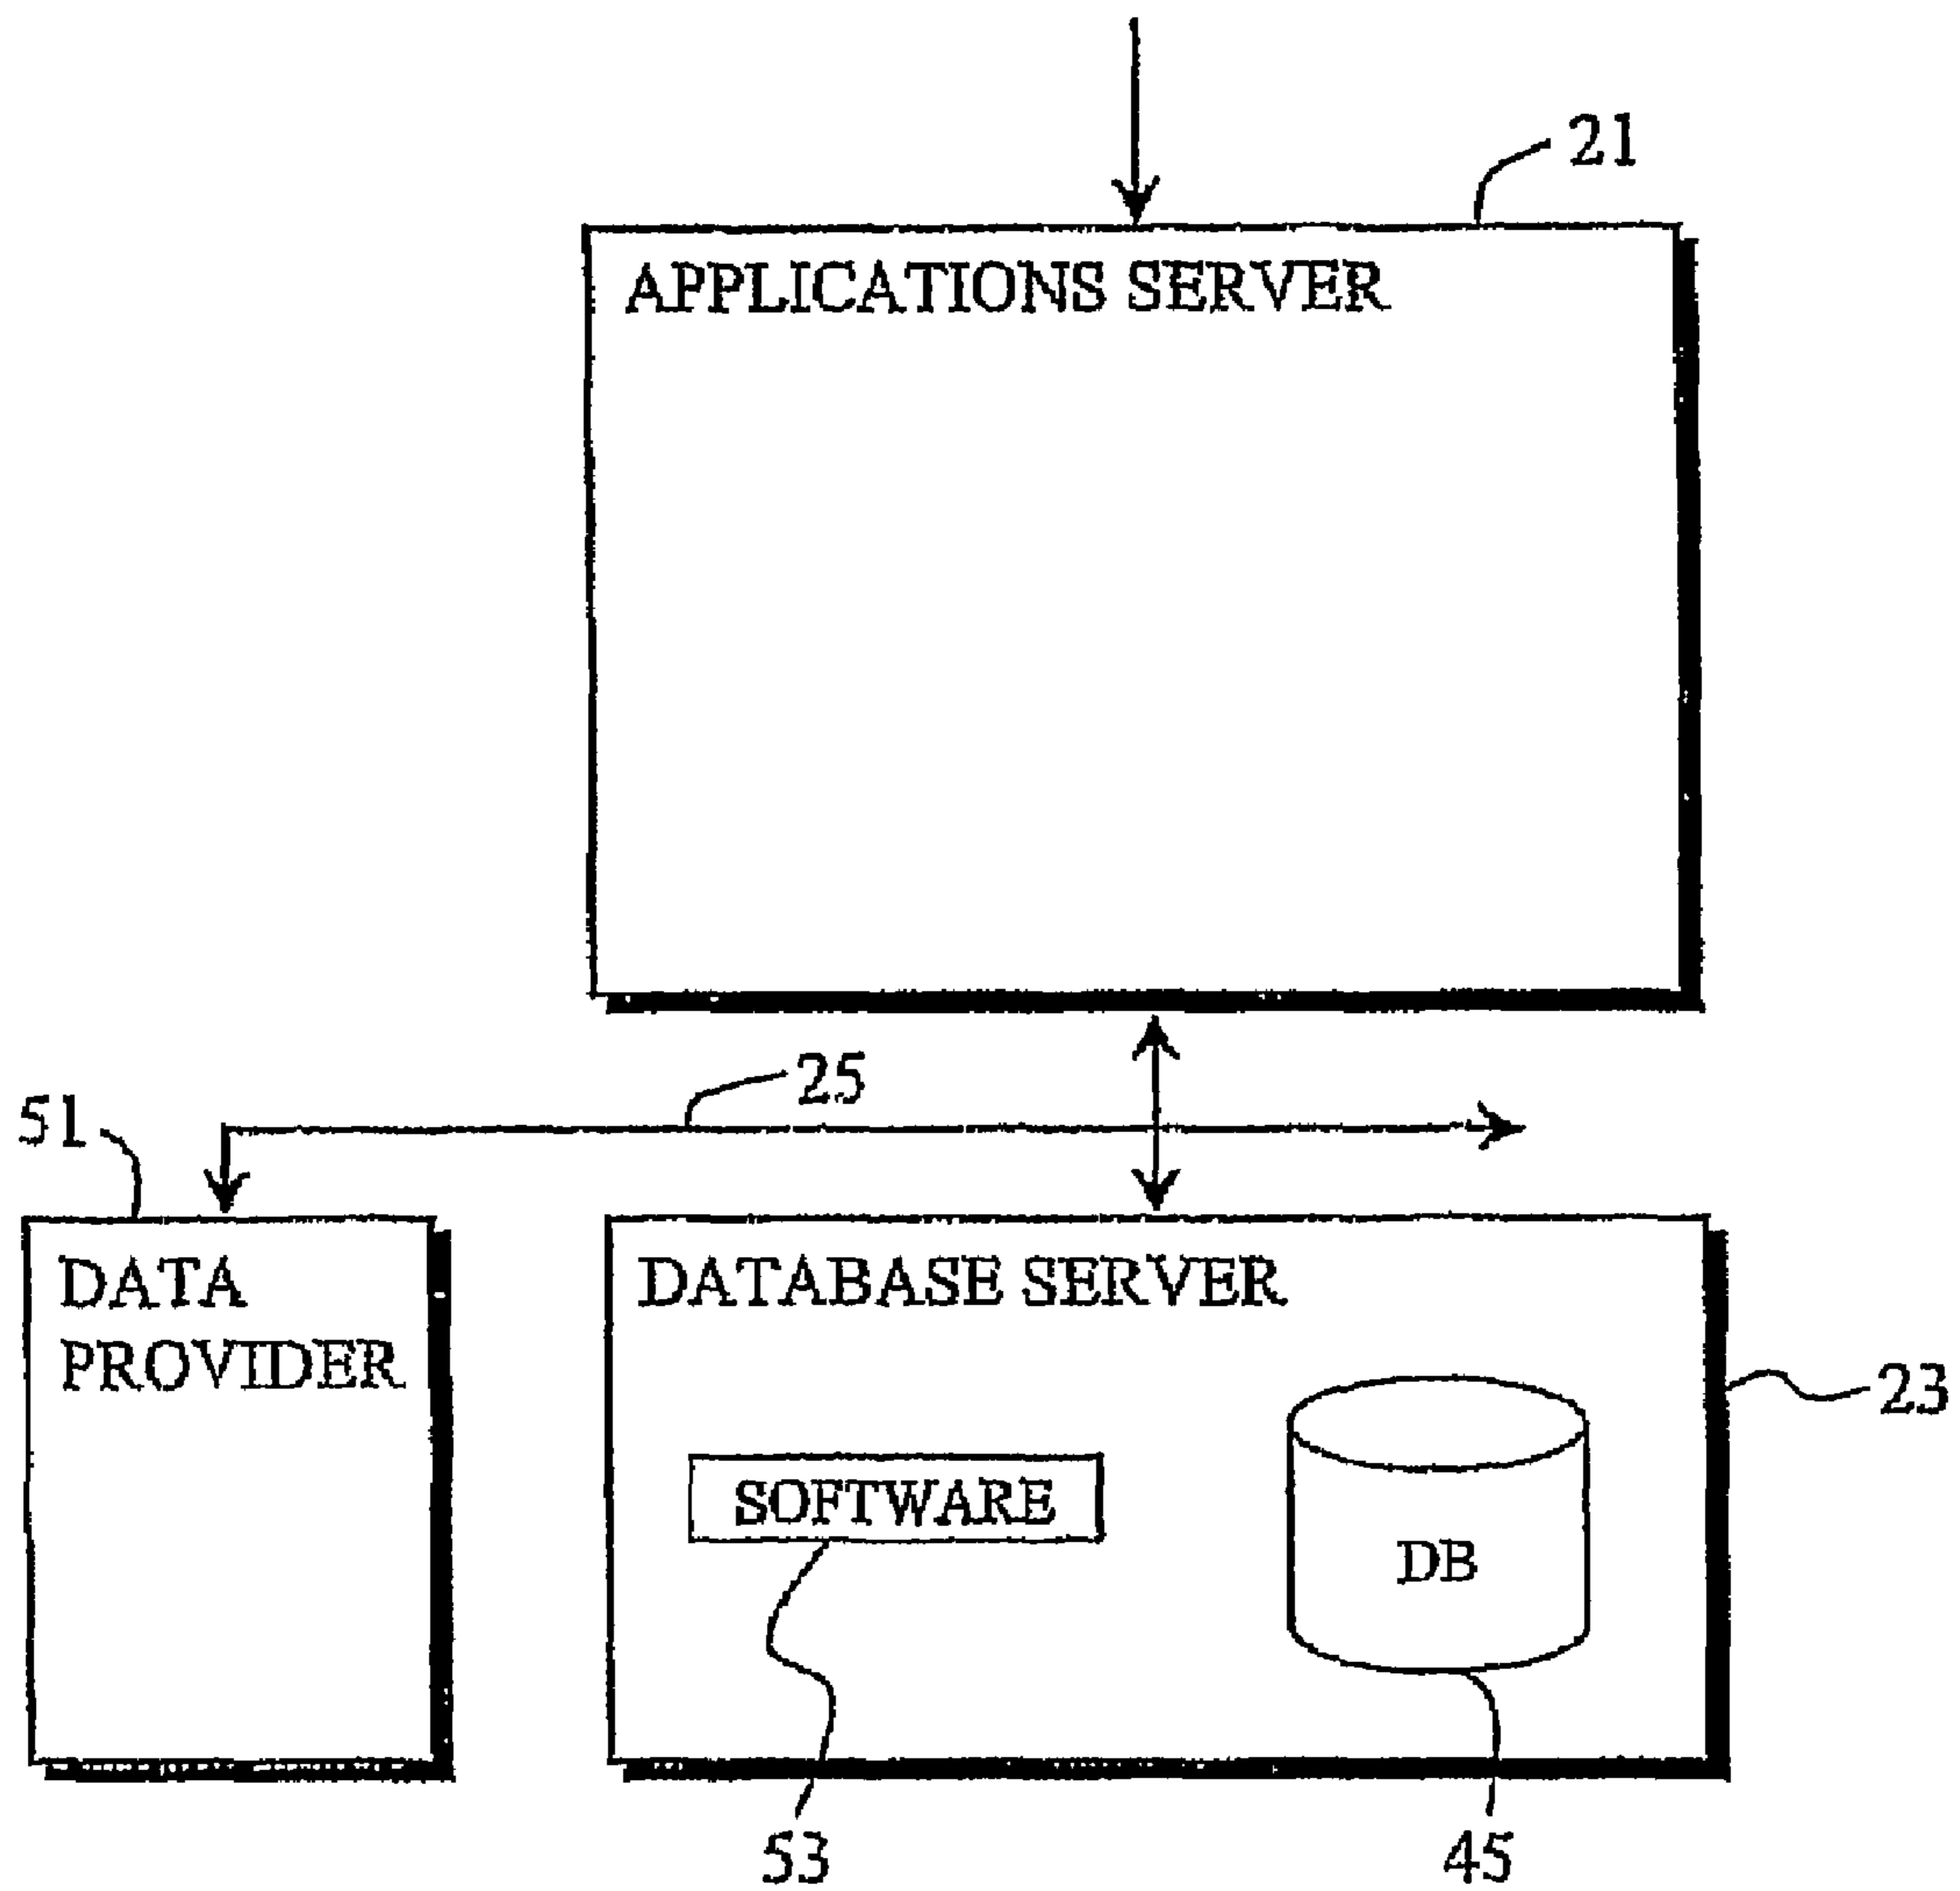 21
APPLICATIONS SERVER
25
51
DATA
PROVIDER
DATABASE SERVER
23
SOFTWARE
DB
53
45